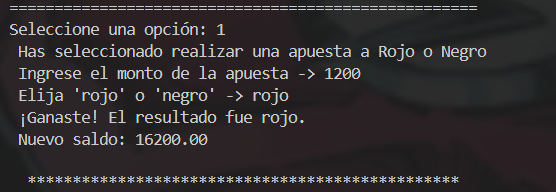 ====================================================
Seleccione una opción: 1
Has seleccionado realizar una apuesta a Rojo o Negro
Ingrese el monto de la apuesta -> 1200
Elija 'rojo' o 'negro' -> rojo
¡Ganaste! El resultado fue rojo.
Nuevo saldo: 16200.00
************************************************